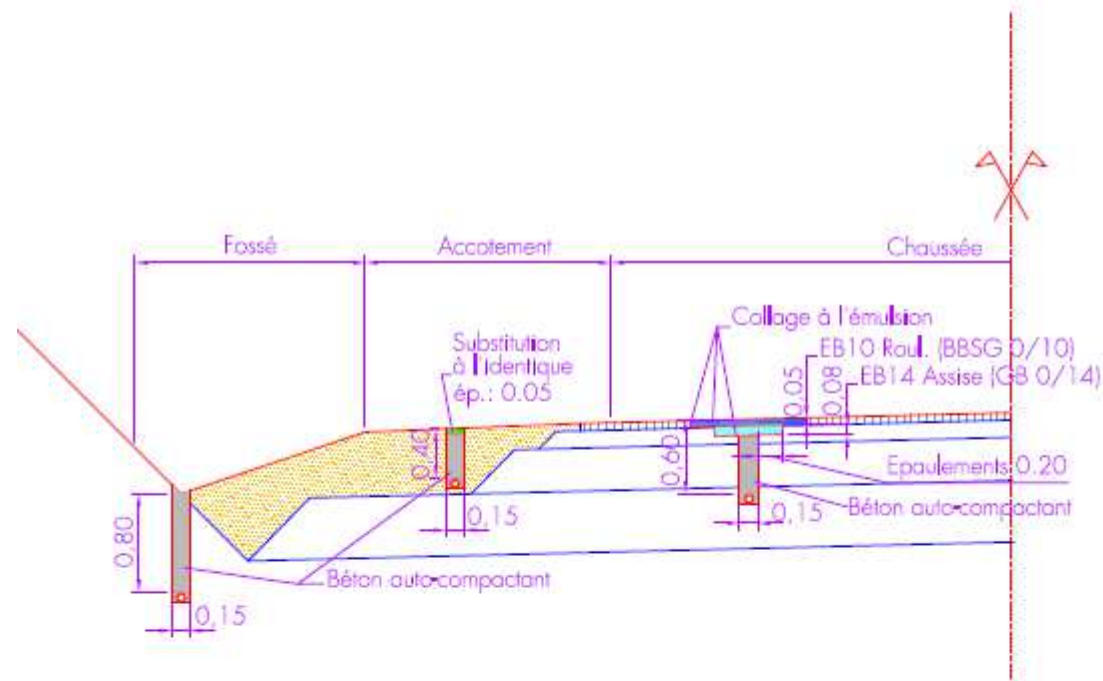 Fossé
Accotement
Chaussée
Collage à l'émulsion
Substitution
à l'identique
ép.: 0.05
EB10 Roul. (BBSG 0/10)
EB14 Assise (GB 0/14)
0.05
0.08
0,40
0,60
Epaulements 0.20
Béton auto-compactant
0,15
0,15
0,80
Béton auto-compactant
0,15